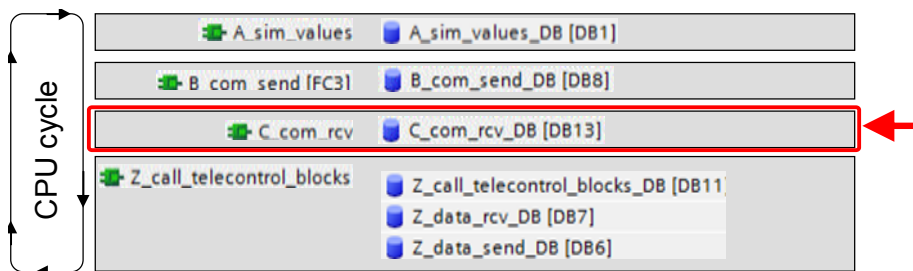 CPU cycle
A_sim_values A_sim_values_DB [DB1]
B_com_send [FC3] B_com_send_DB [DB8]
C_com_rcv C_com_rcv_DB [DB13]
Z_call_telecontrol_blocks Z_call_telecontrol_blocks_DB [DB11]
Z_data_rcv_DB [DB7]
Z_data_send_DB [DB6]